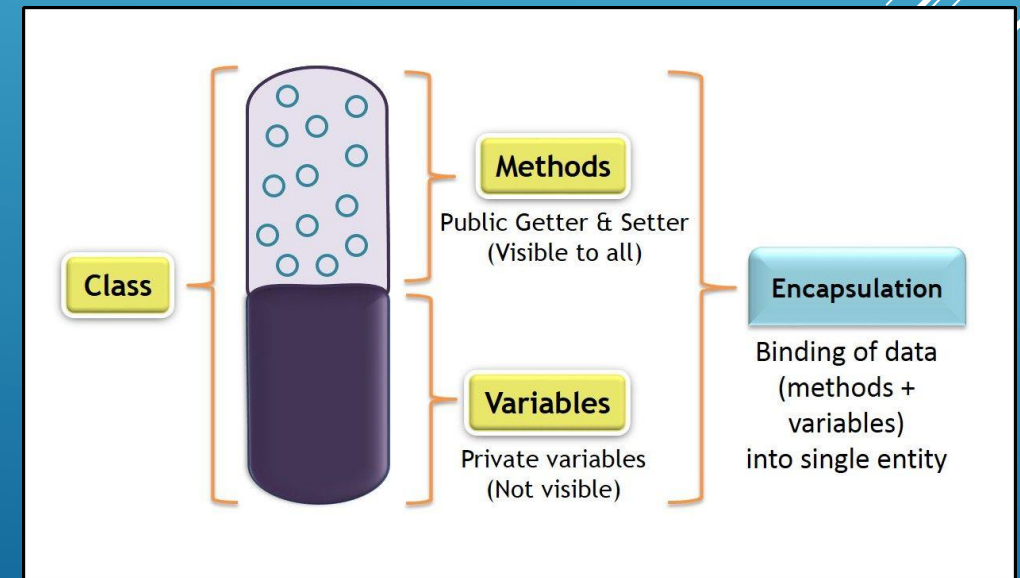 Class
Methods
Public Getter & Setter
(Visible to all)
Variables
Private variables
(Not visible)
Encapsulation
Binding of data
(methods +
variables)
into single entity